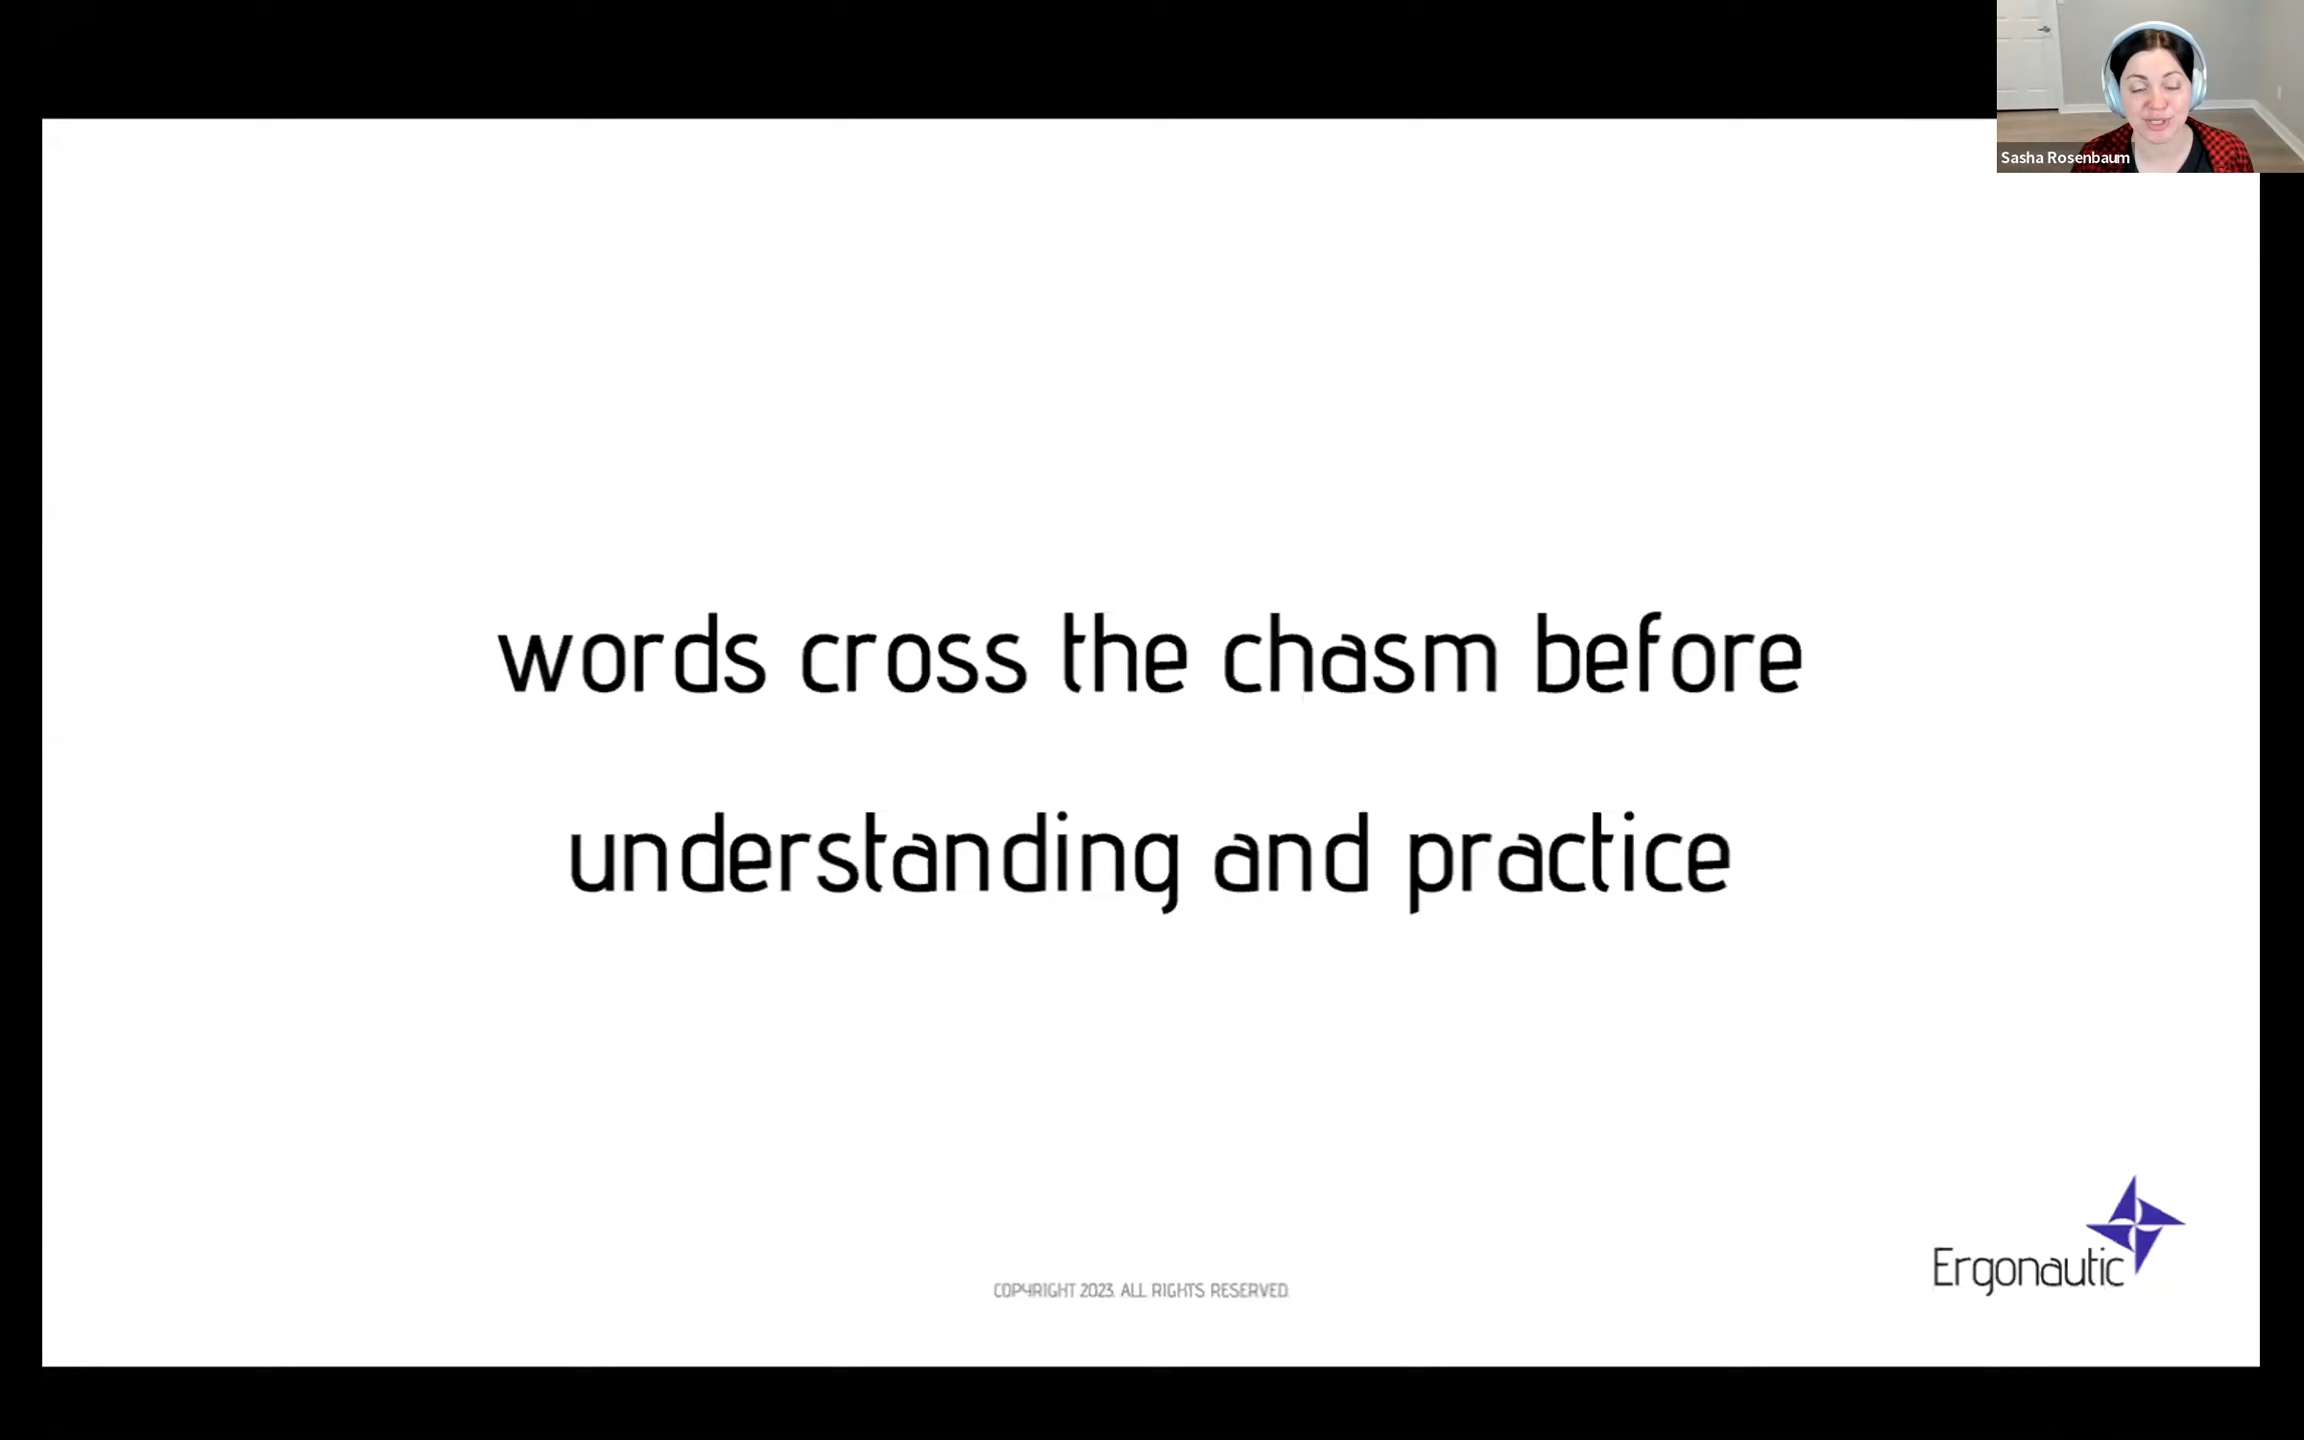 Sasha Rosenbaum
words cross the chasm before
understanding and practice
Ergonautic
COPYRIGHT 2023. ALL RIGHTS RESERVED.